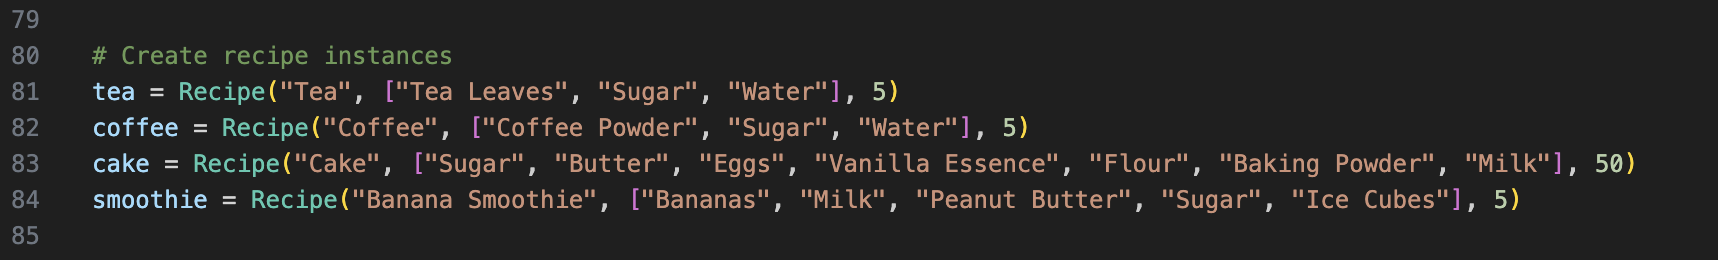 79
80 # Create recipe instances
81 tea = Recipe("Tea", ["Tea Leaves", "Sugar", "Water"], 5)
82 coffee = Recipe("Coffee", ["Coffee Powder", "Sugar", "Water"], 5)
83 cake = Recipe("Cake", ["Sugar", "Butter", "Eggs", "Vanilla Essence", "Flour", "Baking Powder", "Milk"], 50)
84 smoothie = Recipe("Banana Smoothie", ["Bananas", "Milk", "Peanut Butter", "Sugar", "Ice Cubes"], 5)
85